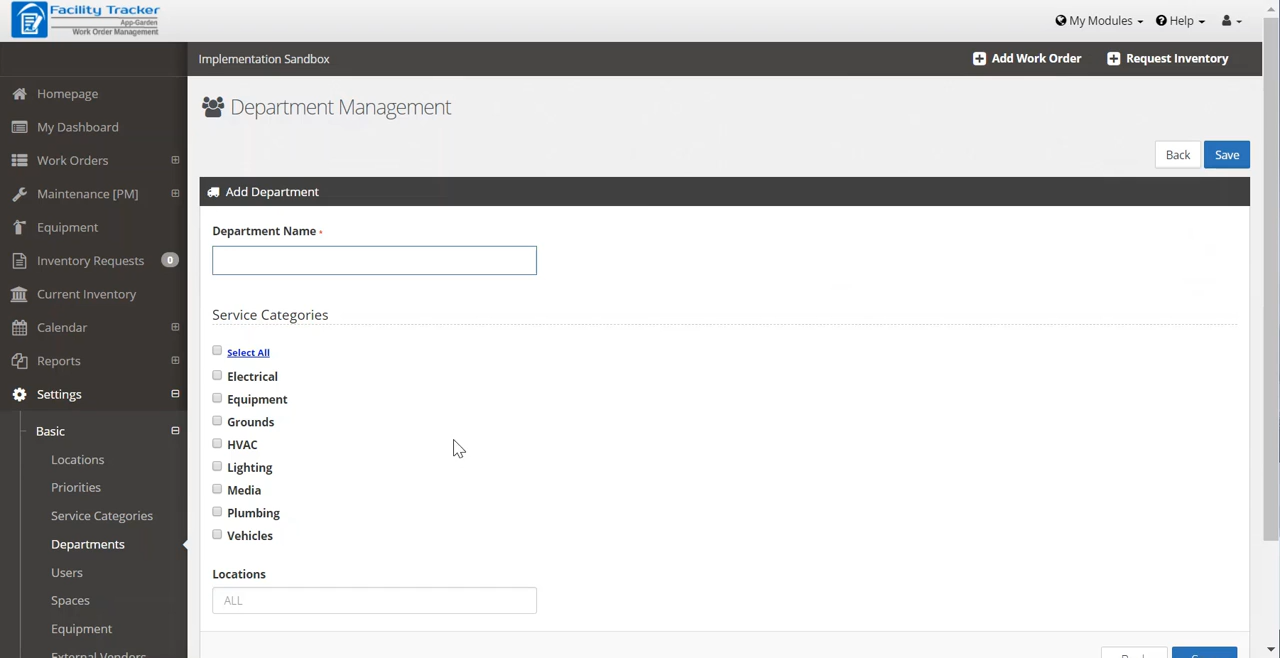 Facility Tracker
App-Garden
Work Order Management
My Modules
Help
Implementation Sandbox
Add Work Order
Request Inventory
Homepage
My Dashboard
Work Orders
Maintenance [PM]
Equipment
Inventory Requests 0
Current Inventory
Calendar
Reports
Settings
Basic
Locations
Priorities
Service Categories
Departments
Users
Spaces
Equipment
External Vendors
Department Management
Back
Save
Add Department
Department Name *
Service Categories
Select All
Electrical
Equipment
Grounds
HVAC
Lighting
Media
Plumbing
Vehicles
Locations
ALL